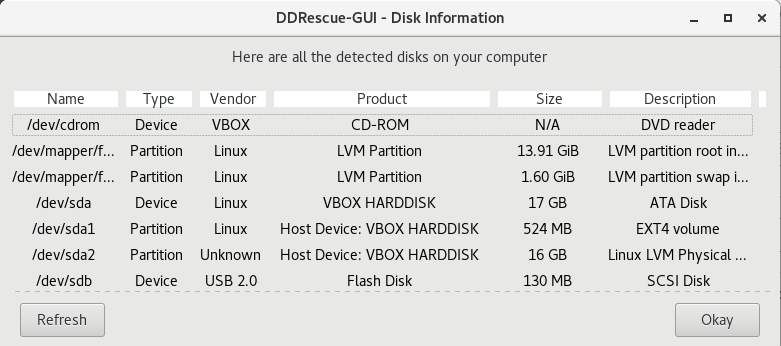 DDRescue-GUI - Disk Information
Here are all the detected disks on your computer
Name Type Vendor Product Size Description
/dev/cdrom Device VBOX CD-ROM N/A DVD reader
/dev/mapper/f... Partition Linux LVM Partition 13.91 GiB LVM partition root in...
/dev/mapper/f... Partition Linux LVM Partition 1.60 GiB LVM partition swap i...
/dev/sda Device Linux VBOX HARDDISK 17 GB ATA Disk
/dev/sda1 Partition Linux Host Device: VBOX HARDDISK 524 MB EXT4 volume
/dev/sda2 Partition Unknown Host Device: VBOX HARDDISK 16 GB Linux LVM Physical ...
/dev/sdb Device USB 2.0 Flash Disk 130 MB SCSI Disk
Refresh Okay